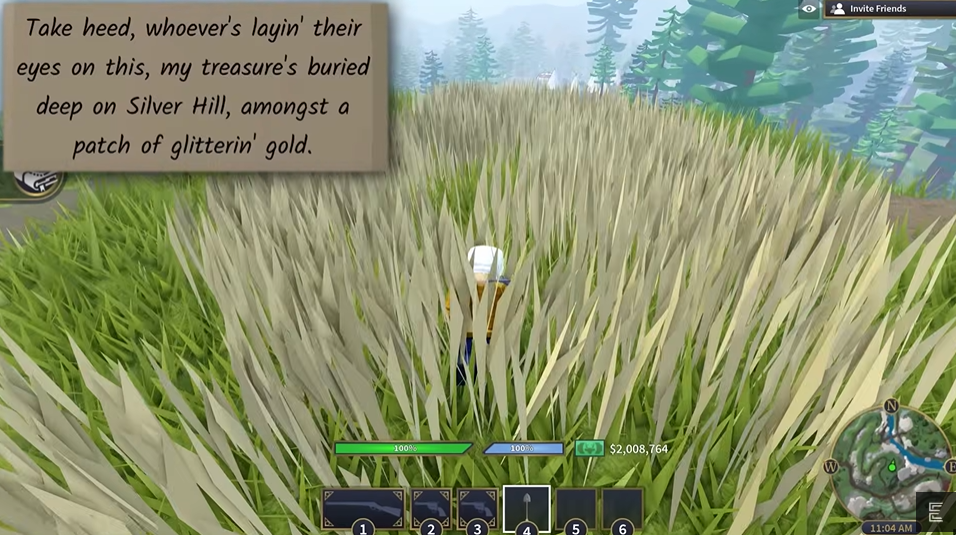 Take heed, whoever's layin' their
eyes on this, my treasure's buried
deep on Silver Hill, amongst a
patch of glitterin' gold.
Invite Friends
100%
100%
$2,008,764
1
2
3
4
5
6
N
W
E
11:04 AM
E